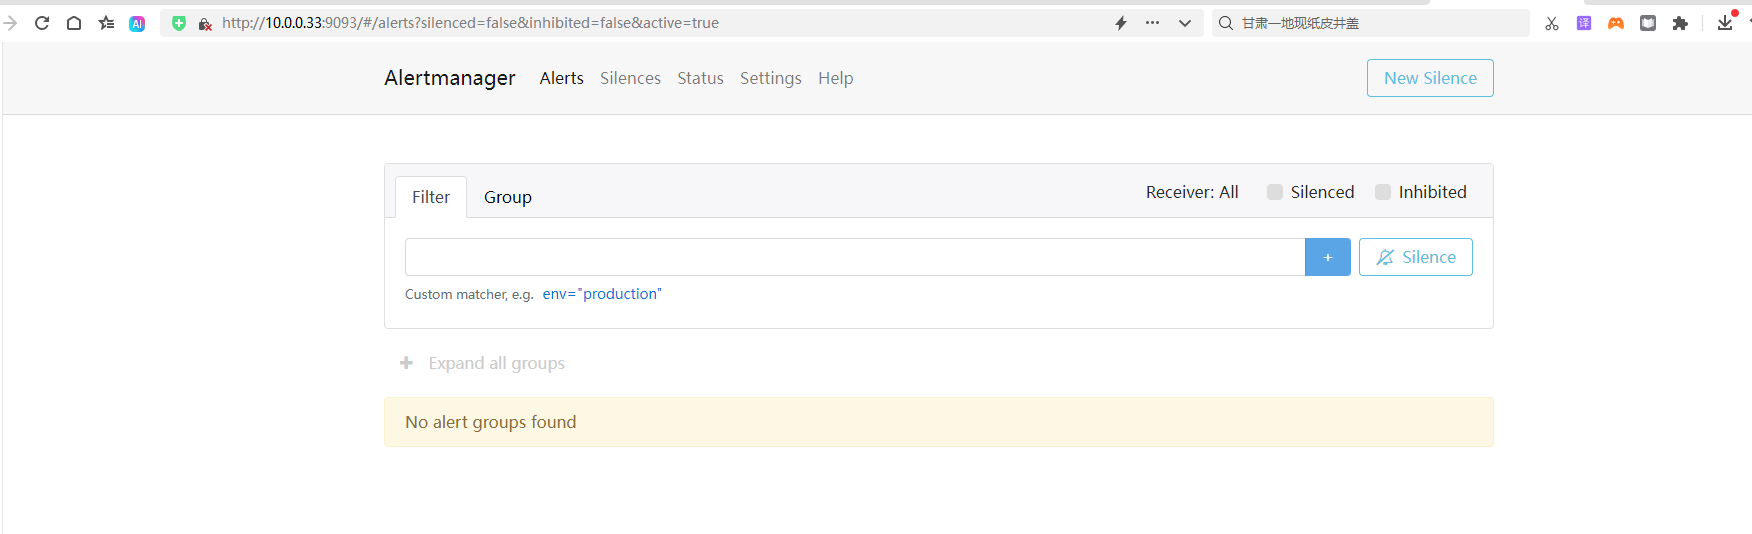 http://10.0.0.33:9093/#/alerts?silenced=false&inhibited=false&active=true
甘肃一地现纸皮井盖
AI
译
Alertmanager Alerts Silences Status Settings Help New Silence
Filter Group Receiver: All Silenced Inhibited
+ Silence
Custom matcher, e.g. env="production"
Expand all groups
No alert groups found